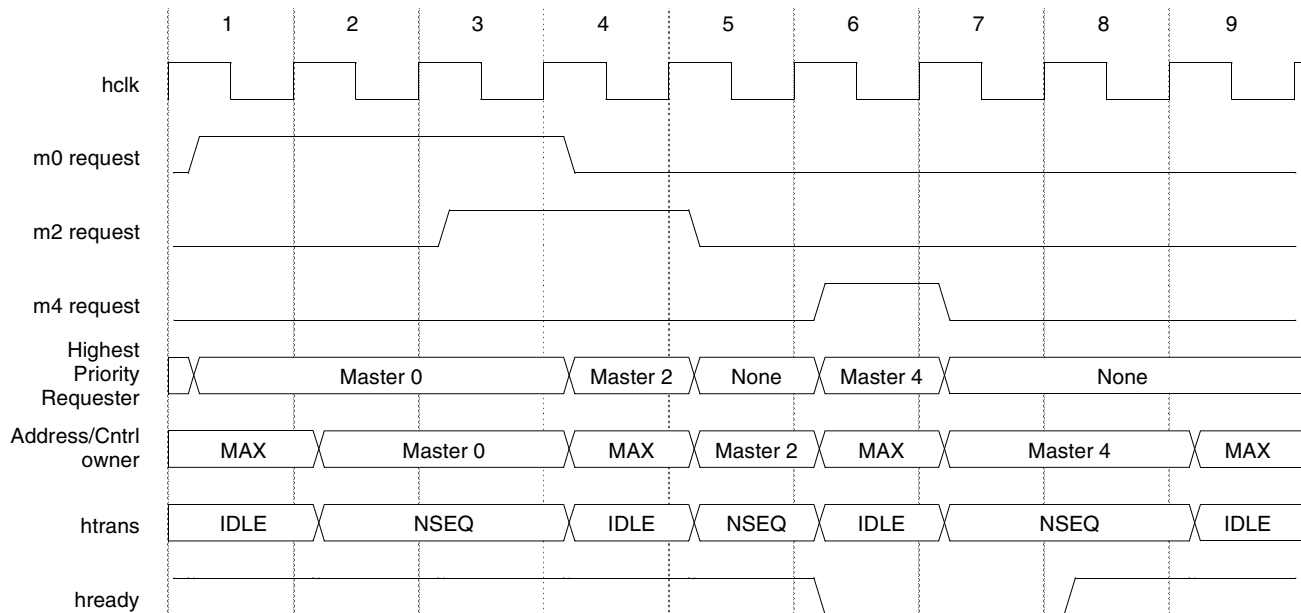 1 2 3 4 5 6 7 8 9
hclk
m0 request
m2 request
m4 request
Highest
Priority
Requester
Master 0 Master 2 None Master 4 None
Address/Cntrl
owner
MAX Master 0 MAX Master 2 MAX Master 4 MAX
htrans IDLE NSEQ IDLE NSEQ IDLE NSEQ IDLE
hready